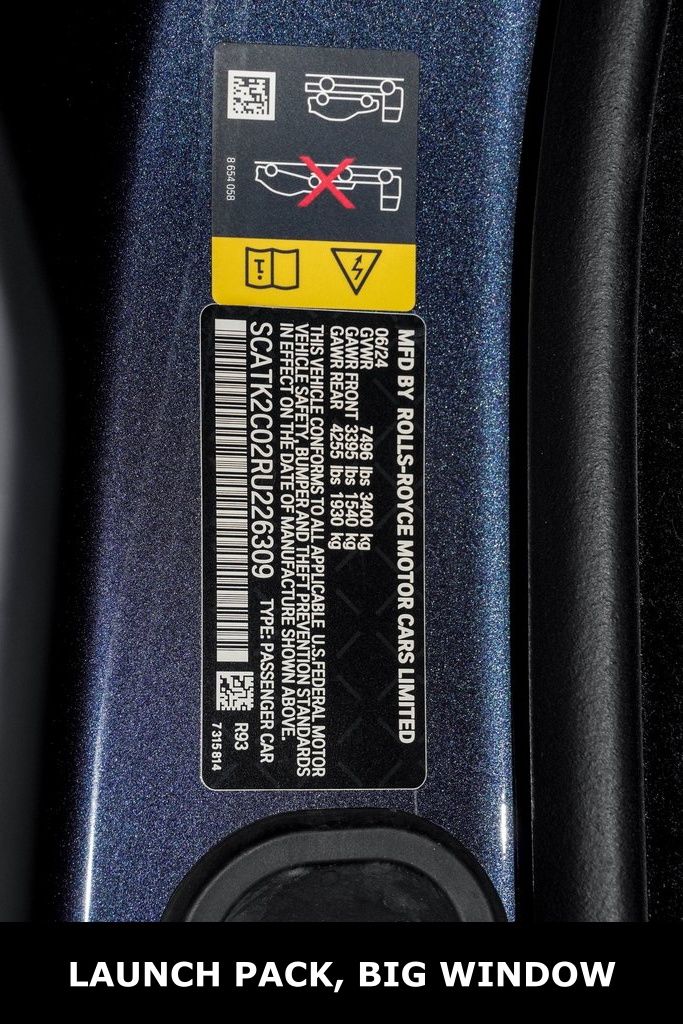 8 654 058
MFD BY ROLLS-ROYCE MOTOR CARS LIMITED
06/24
GVWR 7496 lbs 3400 kg
GAWR FRONT 3395 lbs 1540 kg
GAWR REAR 4255 lbs 1930 kg
THIS VEHICLE CONFORMS TO ALL APPLICABLE U.S.FEDERAL MOTOR
VEHICLE SAFETY, BUMPER AND THEFT PREVENTION STANDARDS
IN EFFECT ON THE DATE OF MANUFACTURE SHOWN ABOVE.
SCATK2C02RU226309 TYPE: PASSENGER CAR
R93
7 315 814
LAUNCH PACK, BIG WINDOW